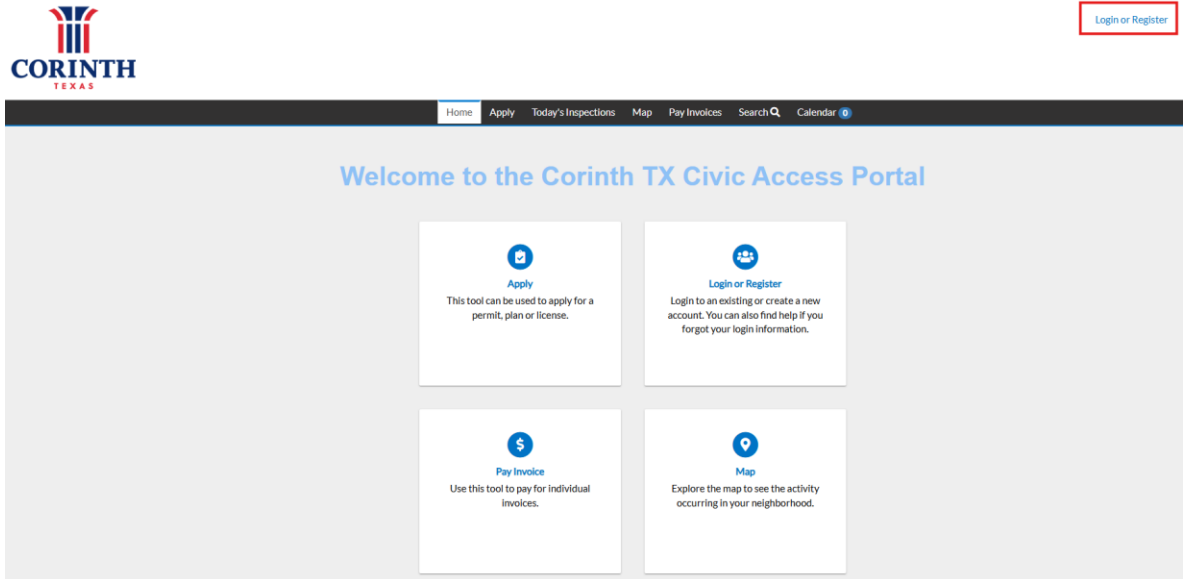 Login or Register
CORINTH
TEXAS
Home Apply Today's Inspections Map Pay Invoices Search Calendar 0
Welcome to the Corinth TX Civic Access Portal
Apply
This tool can be used to apply for a
permit, plan or license.
Login or Register
Login to an existing or create a new
account. You can also find help if you
forgot your login information.
Pay Invoice
Use this tool to pay for individual
invoices.
Map
Explore the map to see the activity
occurring in your neighborhood.